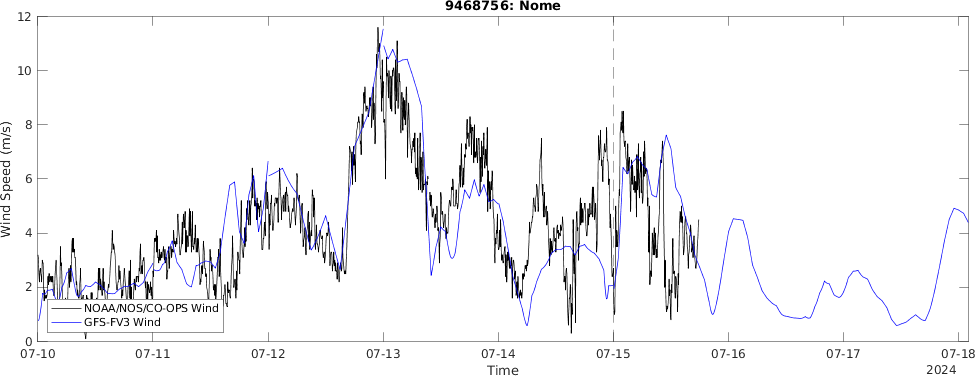 9468756: Nome
Wind Speed (m/s)
12
10
8
6
4
2
0
NOAA/NOS/CO-OPS Wind
GFS-FV3 Wind
07-10 07-11 07-12 07-13 07-14 07-15 07-16 07-17 07-18
Time
2024